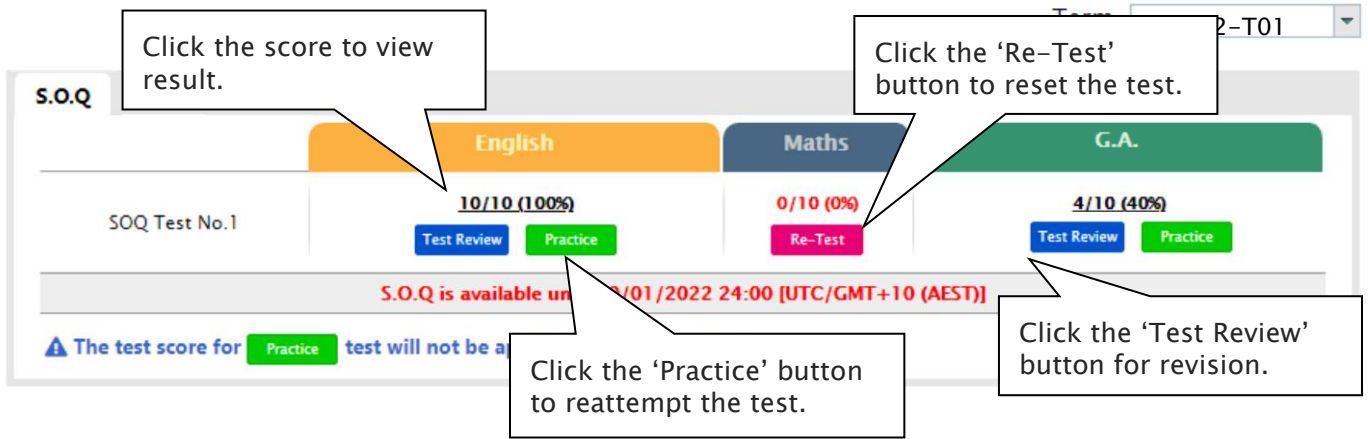 Click the score to view
result.
2-T01
Click the ‘Re-Test’
button to reset the test.
S.O.Q
English
Maths
G.A.
SOQ Test No.1
10/10 (100%)
0/10 (0%)
4/10 (40%)
Test Review
Practice
Re-Test
Test Review
Practice
S.O.Q is available /01/2022 24:00 [UTC/GMT+10 (AEST)]
The test score for Practice test will not be
Click the ‘Practice’ button
to reattempt the test.
Click the ‘Test Review’
button for revision.